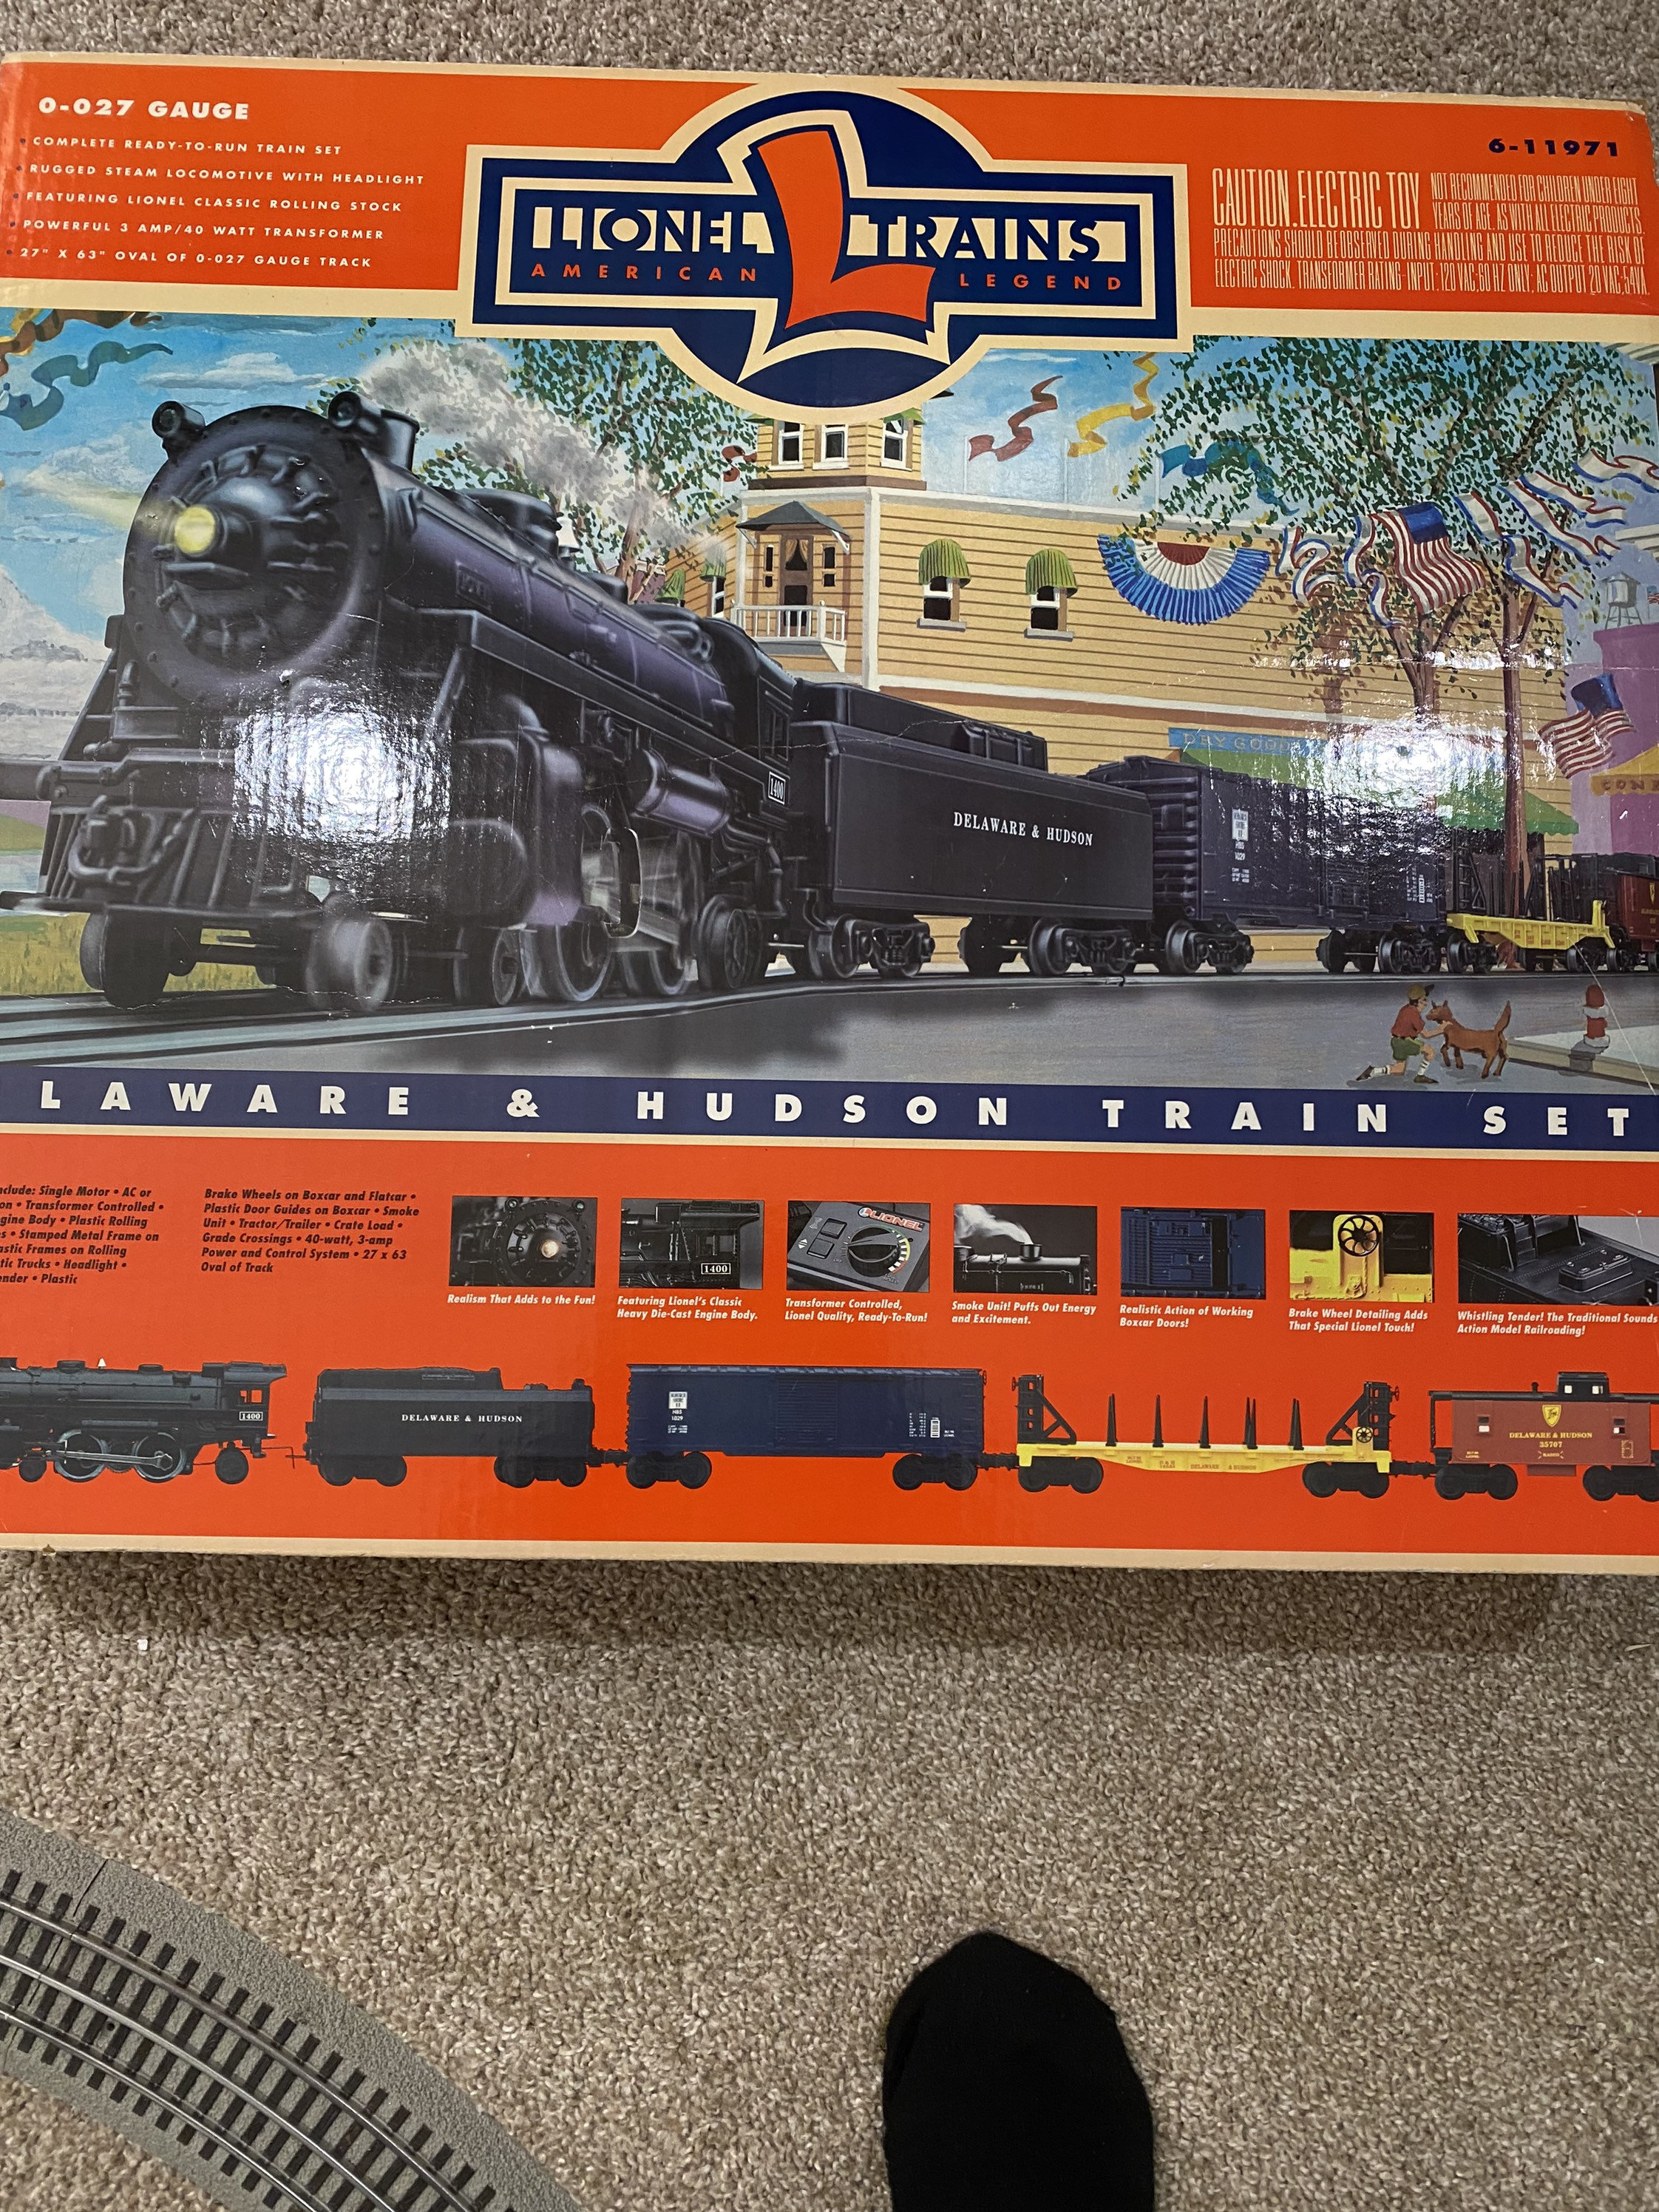 0-027 GAUGE
• COMPLETE READY-TO-RUN TRAIN SET
• RUGGED STEAM LOCOMOTIVE WITH HEADLIGHT
• FEATURING LIONEL CLASSIC ROLLING STOCK
• POWERFUL 3 AMP/40 WATT TRANSFORMER
• 27" X 63" OVAL OF 0-027 GAUGE TRACK
L
LIONEL TRAINS
AMERICAN LEGEND
6-11971
CAUTION.ELECTRIC TOY NOT RECOMMENDED FOR CHILDREN UNDER EIGHT
YEARS OF AGE. AS WITH ALL ELECTRIC PRODUCTS,
PRECAUTIONS SHOULD BE OBSERVED DURING HANDLING AND USE TO REDUCE THE RISK OF
ELECTRIC SHOCK. TRANSFORMER RATING-INPUT: 120 VAC, 60 HZ ONLY; AC OUTPUT 20 VAC, 54VA.
DRY GOODS
1400
DELAWARE & HUDSON
1029
LAWARE & HUDSON TRAIN SET
nclude: Single Motor • AC or
on • Transformer Controlled •
gine Body • Plastic Rolling
s • Stamped Metal Frame on
astic Frames on Rolling
tic Trucks • Headlight •
nder • Plastic
Brake Wheels on Boxcar and Flatcar •
Plastic Door Guides on Boxcar • Smoke
Unit • Tractor/Trailer • Crate Load •
Grade Crossings • 40-watt, 3-amp
Power and Control System • 27 x 63
Oval of Track
Realism That Adds to the Fun!
1400
Featuring Lionel's Classic
Heavy Die-Cast Engine Body.
LIONEL
Transformer Controlled,
Lionel Quality, Ready-To-Run!
Smoke Unit! Puffs Out Energy
and Excitement.
Realistic Action of Working
Boxcar Doors!
Brake Wheel Detailing Adds
That Special Lionel Touch!
Whistling Tender! The Traditional Sounds
Action Model Railroading!
1400
DELAWARE & HUDSON
1029
DELAWARE & HUDSON
DELAWARE & HUDSON
35707